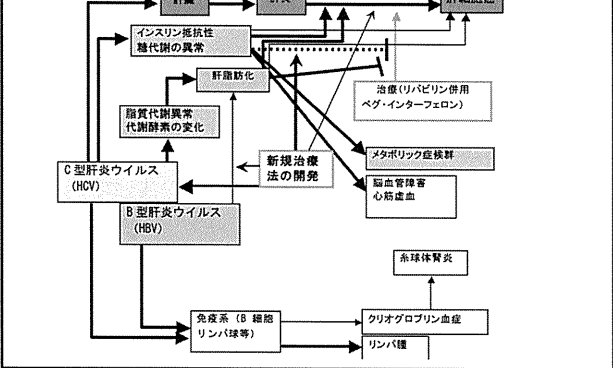 インスリン抵抗性
糖代謝の異常
肝脂肪化
治療(リバビリン併用
ペグ・インターフェロン)
脂質代謝異常
代謝酵素の変化
新規治療
法の開発
メタボリック症候群
C型肝炎ウイルス
(HCV)
脳血管障害
心筋虚血
B型肝炎ウイルス
(HBV)
糸球体腎炎
免疫系(B 細胞
リンパ球等)
クリオグロブリン血症
リンパ腫